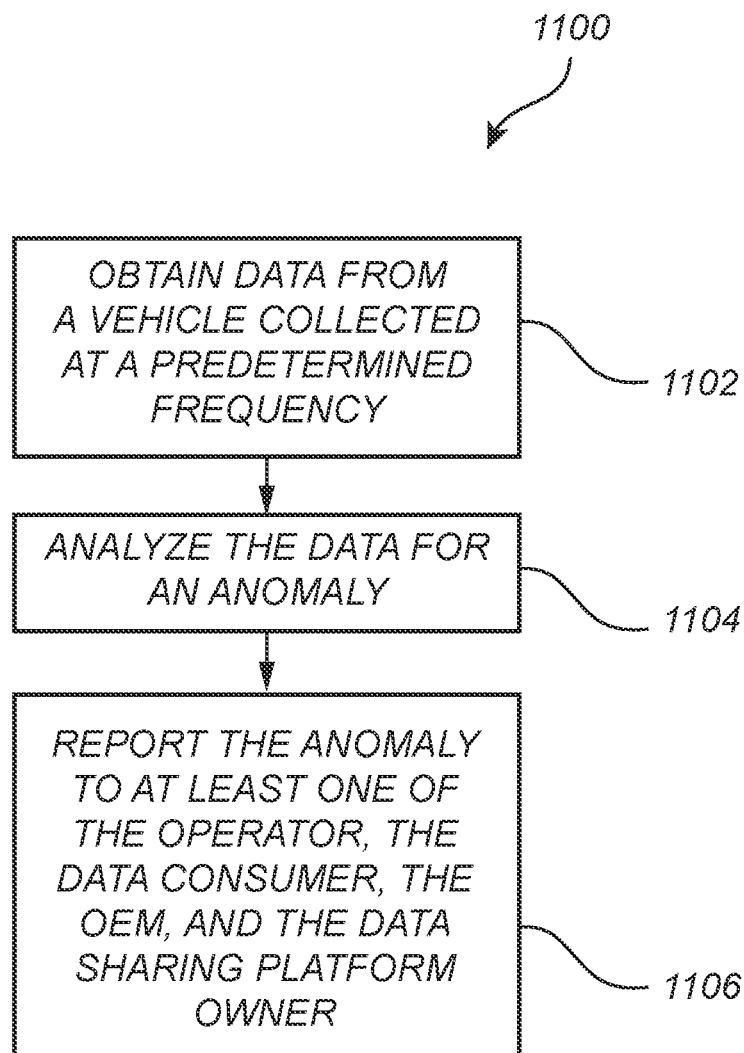 1100
OBTAIN DATA FROM
A VEHICLE COLLECTED
AT A PREDETERMINED
FREQUENCY
1102
ANALYZE THE DATA FOR
AN ANOMALY
1104
REPORT THE ANOMALY
TO AT LEAST ONE OF
THE OPERATOR, THE
DATA CONSUMER, THE
OEM, AND THE DATA
SHARING PLATFORM
OWNER
1106